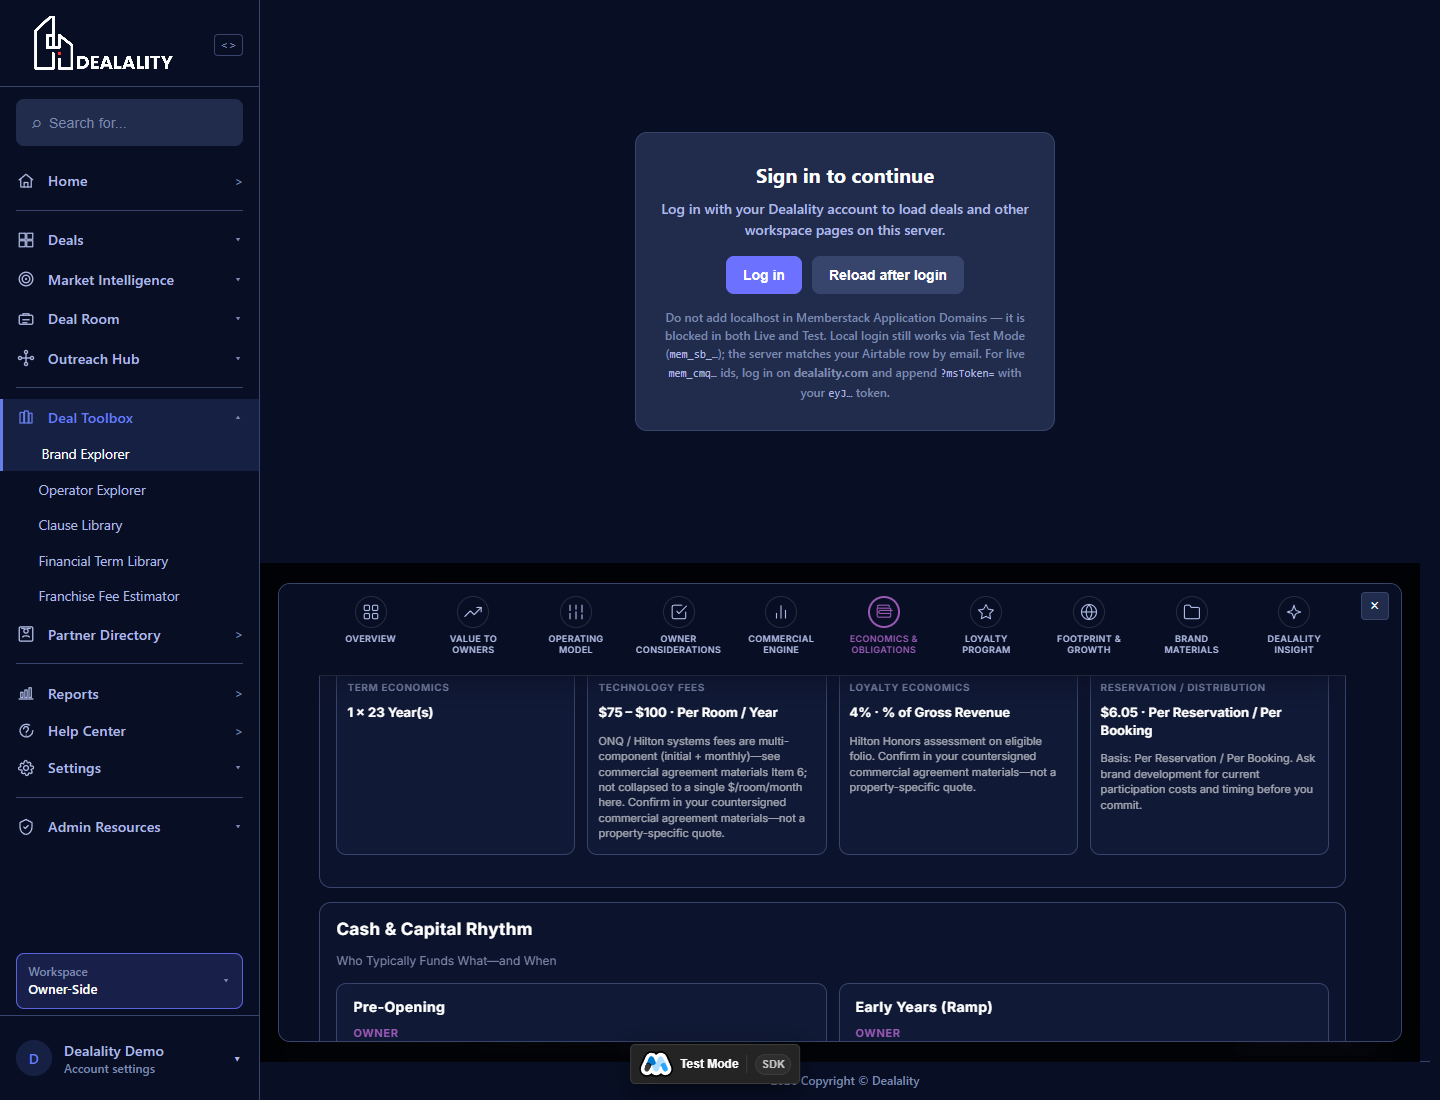 DEALALITY
<>
Search for...
Home
Deals
Market Intelligence
Deal Room
Outreach Hub
Deal Toolbox
Brand Explorer
Operator Explorer
Clause Library
Financial Term Library
Franchise Fee Estimator
Partner Directory
Reports
Help Center
Settings
Admin Resources
Workspace
Owner-Side
D
Dealality Demo
Account settings
Sign in to continue
Log in with your Dealality account to load deals and other
workspace pages on this server.
Log in
Reload after login
Do not add localhost in Memberstack Application Domains — it is
blocked in both Live and Test. Local login still works via Test Mode
(mem_sb_…); the server matches your Airtable row by email. For live
mem_cmq… ids, log in on dealality.com and append ?msToken= with
your eyJ… token.
×
OVERVIEW
VALUE TO
OWNERS
OPERATING
MODEL
OWNER
CONSIDERATIONS
COMMERCIAL
ENGINE
ECONOMICS &
OBLIGATIONS
LOYALTY
PROGRAM
FOOTPRINT &
GROWTH
BRAND
MATERIALS
DEALALITY
INSIGHT
TERM ECONOMICS
1 × 23 Year(s)
TECHNOLOGY FEES
$75 – $100 · Per Room / Year
ONQ / Hilton systems fees are multi-
component (initial + monthly)—see
commercial agreement materials Item 6;
not collapsed to a single $/room/month
here. Confirm in your countersigned
commercial agreement materials—not a
property-specific quote.
LOYALTY ECONOMICS
4% · % of Gross Revenue
Hilton Honors assessment on eligible
folio. Confirm in your countersigned
commercial agreement materials—not a
property-specific quote.
RESERVATION / DISTRIBUTION
$6.05 · Per Reservation / Per
Booking
Basis: Per Reservation / Per Booking. Ask
brand development for current
participation costs and timing before you
commit.
Cash & Capital Rhythm
Who Typically Funds What—and When
Pre-Opening
OWNER
Early Years (Ramp)
OWNER
Test Mode
SDK
Copyright © Dealality